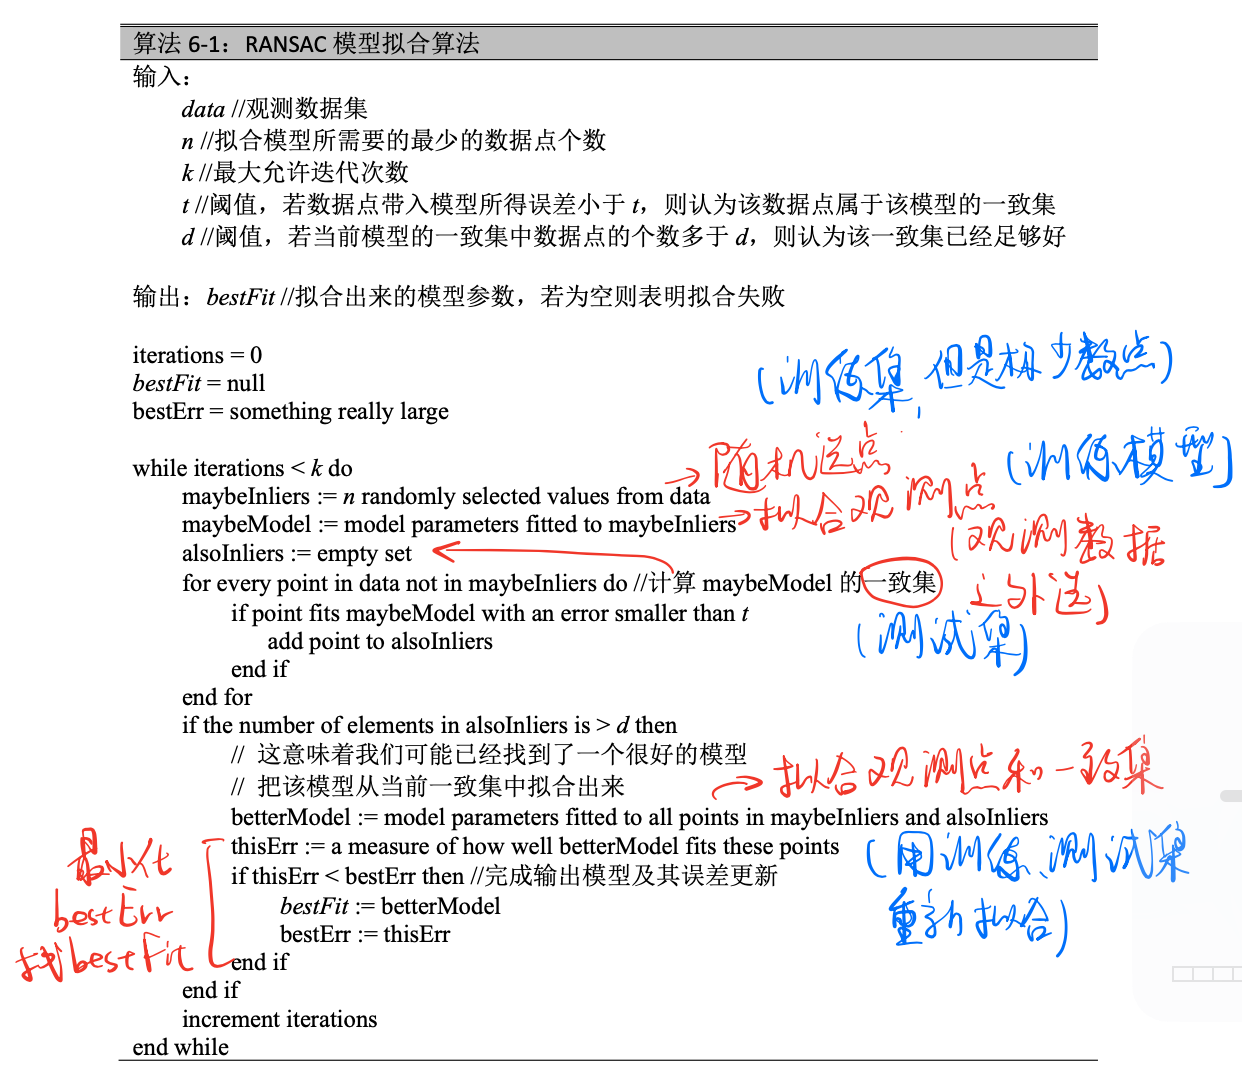 算法 6-1：RANSAC 模型拟合算法
输入：
data //观测数据集
n //拟合模型所需要的最少的数据点个数
k //最大允许迭代次数
t //阈值，若数据点带入模型所得误差小于 t，则认为该数据点属于该模型的一致集
d //阈值，若当前模型的一致集中数据点的个数多于 d，则认为该一致集已经足够好
输出：bestFit //拟合出来的模型参数，若为空则表明拟合失败
iterations = 0
bestFit = null
bestErr = something really large
(训练集，但是极少数点)
while iterations < k do
maybeInliers := n randomly selected values from data
→随机选点
(训练模型)
maybeModel := model parameters fitted to maybeInliers
→拟合观测点
alsoInliers := empty set
for every point in data not in maybeInliers do //计算 maybeModel 的一致集
(观测数据
之外选)
(测试集)
if point fits maybeModel with an error smaller than t
add point to alsoInliers
end if
end for
if the number of elements in alsoInliers is > d then
// 这意味着我们可能已经找到了一个很好的模型
// 把该模型从当前一致集中拟合出来
→拟合观测点和一致集
betterModel := model parameters fitted to all points in maybeInliers and alsoInliers
thisErr := a measure of how well betterModel fits these points
(用训练、测试集
重新拟合)
if thisErr < bestErr then //完成输出模型及其误差更新
bestFit := betterModel
bestErr := thisErr
最小化
bestErr
找bestFit
end if
end if
increment iterations
end while